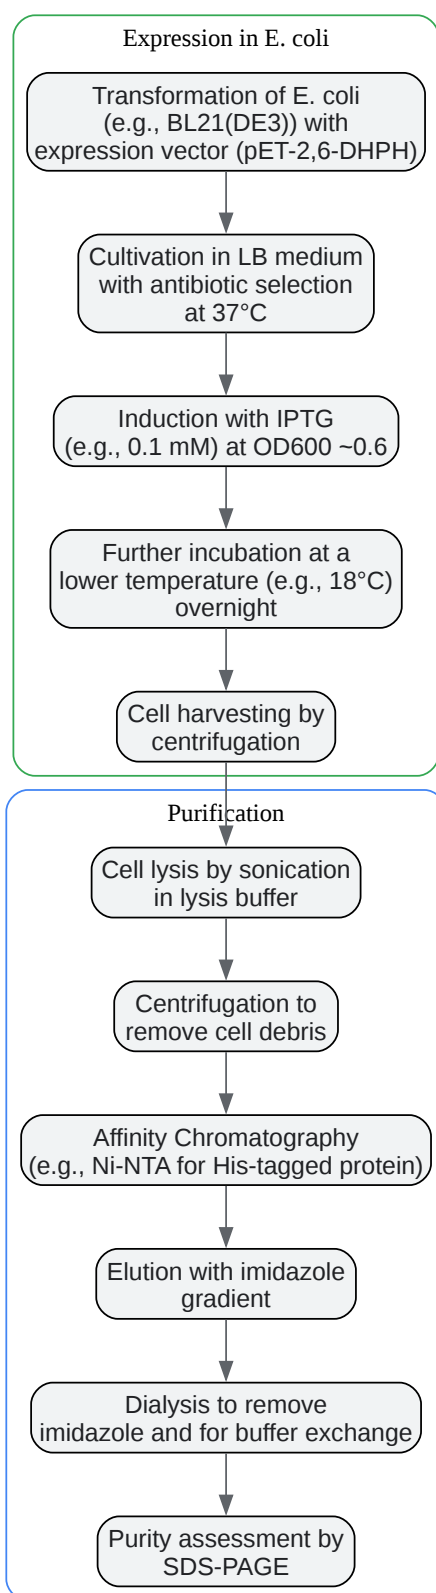 Expression in E. coli
Transformation of E. coli
(e.g., BL21(DE3)) with
expression vector (pET-2,6-DHPH)
Cultivation in LB medium
with antibiotic selection
at 37°C
Induction with IPTG
(e.g., 0.1 mM) at OD600 ~0.6
Further incubation at a
lower temperature (e.g., 18°C)
overnight
Cell harvesting by
centrifugation
Purification
Cell lysis by sonication
in lysis buffer
Centrifugation to
remove cell debris
Affinity Chromatography
(e.g., Ni-NTA for His-tagged protein)
Elution with imidazole
gradient
Dialysis to remove
imidazole and for buffer exchange
Purity assessment by
SDS-PAGE